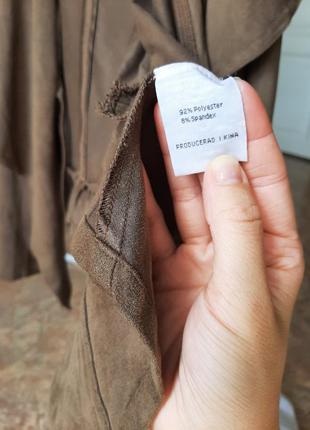 92% Polyester
8% Spandex
PRODUCERAD I KINA